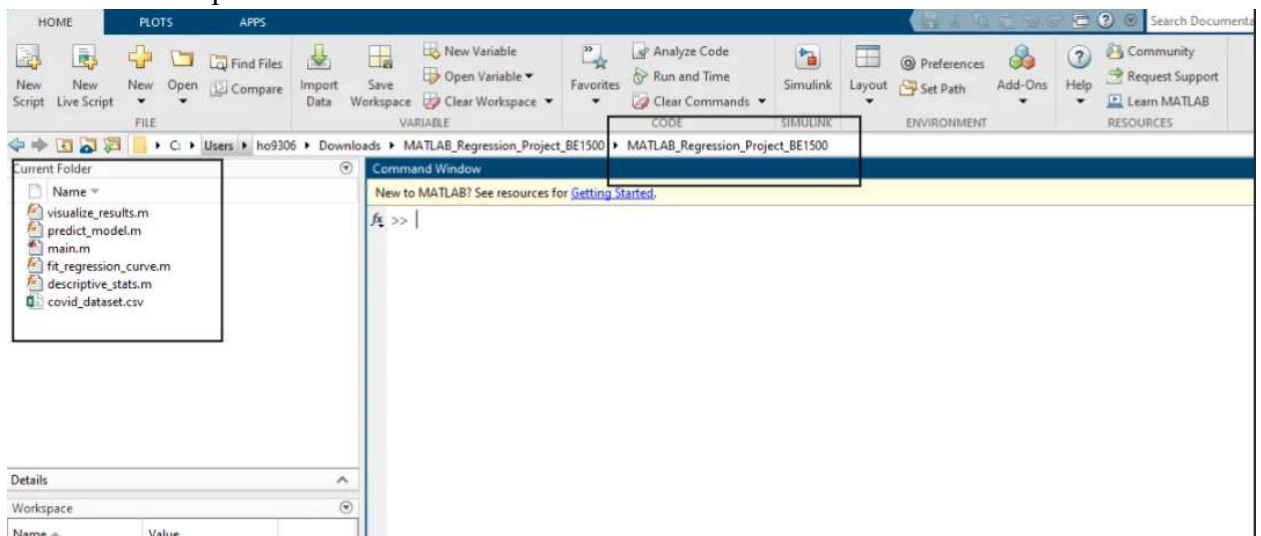 HOME PLOTS APPS
Search Documenta
New Script
New Live Script
New
Open
Find Files
Compare
Import Data
Save Workspace
New Variable
Open Variable
Clear Workspace
Favorites
Analyze Code
Run and Time
Clear Commands
Simulink
Layout
Preferences
Set Path
Add-Ons
Help
Community
Request Support
Learn MATLAB
FILE VARIABLE CODE SIMULINK ENVIRONMENT RESOURCES
C: Users ho9306 Downloads MATLAB_Regression_Project_BE1500 MATLAB_Regression_Project_BE1500
Current Folder
Name
visualize_results.m
predict_model.m
main.m
fit_regression_curve.m
descriptive_stats.m
covid_dataset.csv
Details
Workspace
Name Value
Command Window
New to MATLAB? See resources for Getting Started.
fx >>